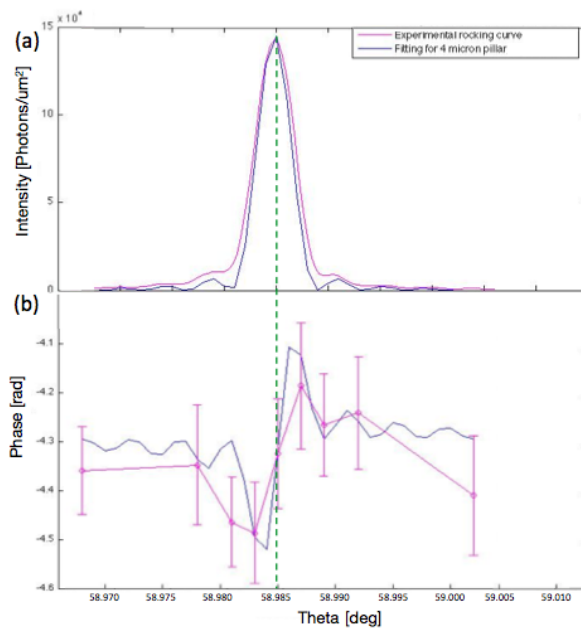 (a)
x 10⁴
15
10
5
0
Intensity [Photons/um²]
Experimental rocking curve
Fitting for 4 micron pillar
(b)
-4.1
-4.2
-4.3
-4.4
-4.5
-4.6
Phase [rad]
58.970 58.975 58.980 58.985 58.990 58.995 59.000 59.005 59.010
Theta [deg]